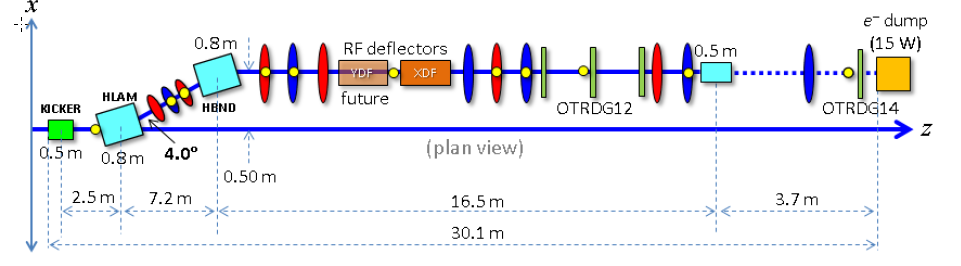 x
e⁻ dump
(15 W)
0.8 m
RF deflectors
0.5 m
YDF
XDF
KICKER
HLAM
HBND
future
OTRDG12
OTRDG14
z
0.5 m
0.8 m
4.0º
(plan view)
0.50 m
2.5 m
7.2 m
16.5 m
3.7 m
30.1 m